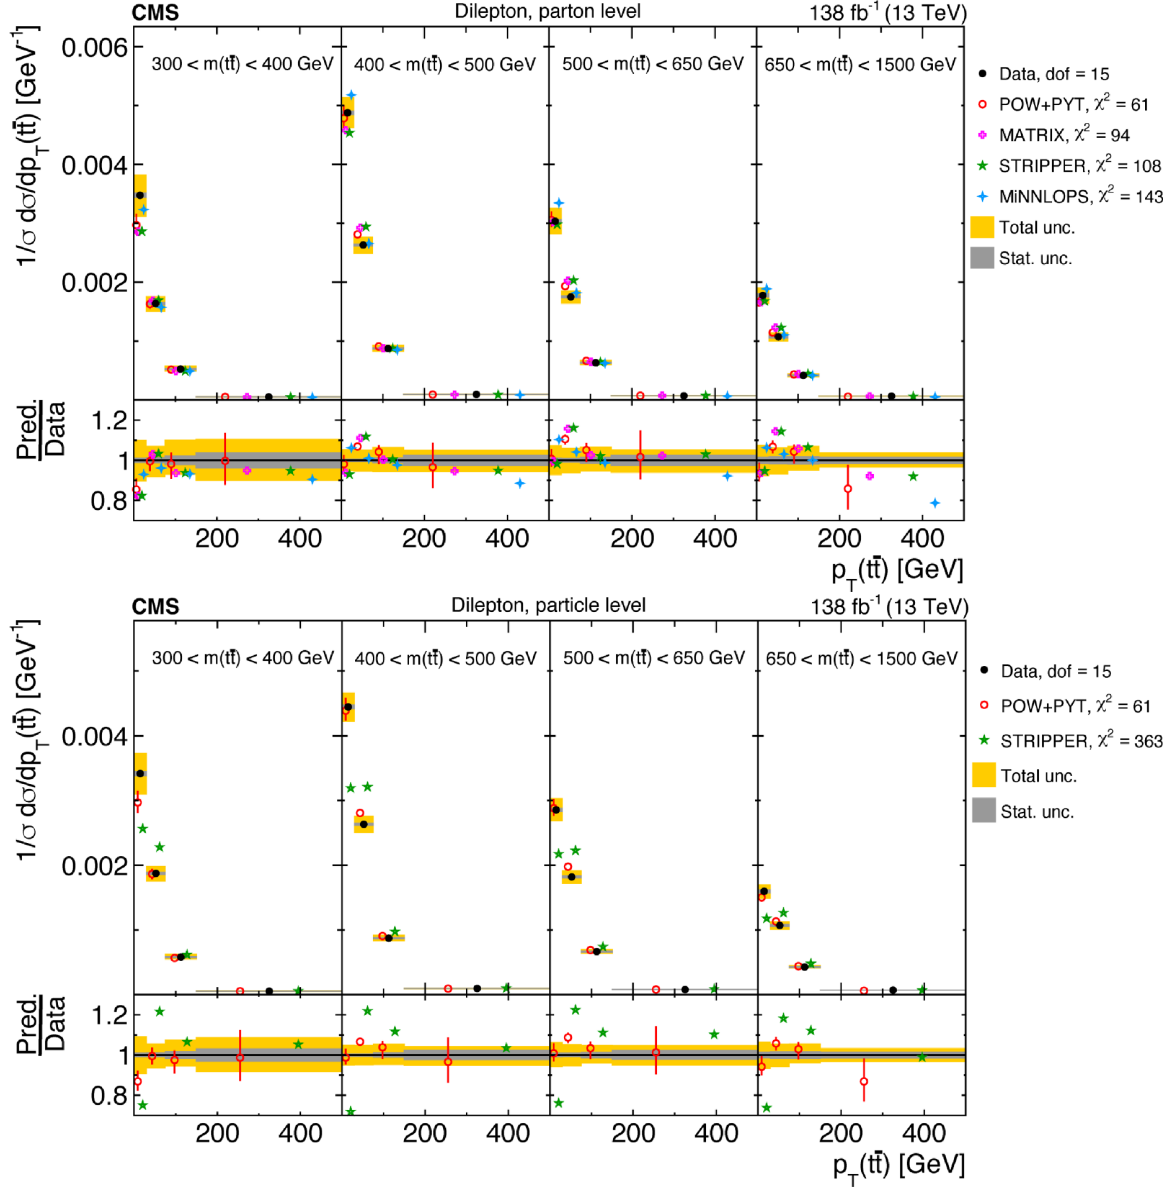 CMS Dilepton, parton level 138 fb⁻¹ (13 TeV)
1/σ dσ/dp_T(tt̄) [GeV⁻¹]
300 < m(tt̄) < 400 GeV 400 < m(tt̄) < 500 GeV 500 < m(tt̄) < 650 GeV 650 < m(tt̄) < 1500 GeV
0.006
0.004
0.002
Data, dof = 15
POW+PYT, χ² = 61
MATRIX, χ² = 94
STRIPPER, χ² = 108
MiNNLOPS, χ² = 143
Total unc.
Stat. unc.
Pred.
Data
1.2
1
0.8
200 400 200 400 200 400 200 400
p_T(tt̄) [GeV]
CMS Dilepton, particle level 138 fb⁻¹ (13 TeV)
1/σ dσ/dp_T(tt̄) [GeV⁻¹]
300 < m(tt̄) < 400 GeV 400 < m(tt̄) < 500 GeV 500 < m(tt̄) < 650 GeV 650 < m(tt̄) < 1500 GeV
0.004
0.002
Data, dof = 15
POW+PYT, χ² = 61
STRIPPER, χ² = 363
Total unc.
Stat. unc.
Pred.
Data
1.2
1
0.8
200 400 200 400 200 400 200 400
p_T(tt̄) [GeV]